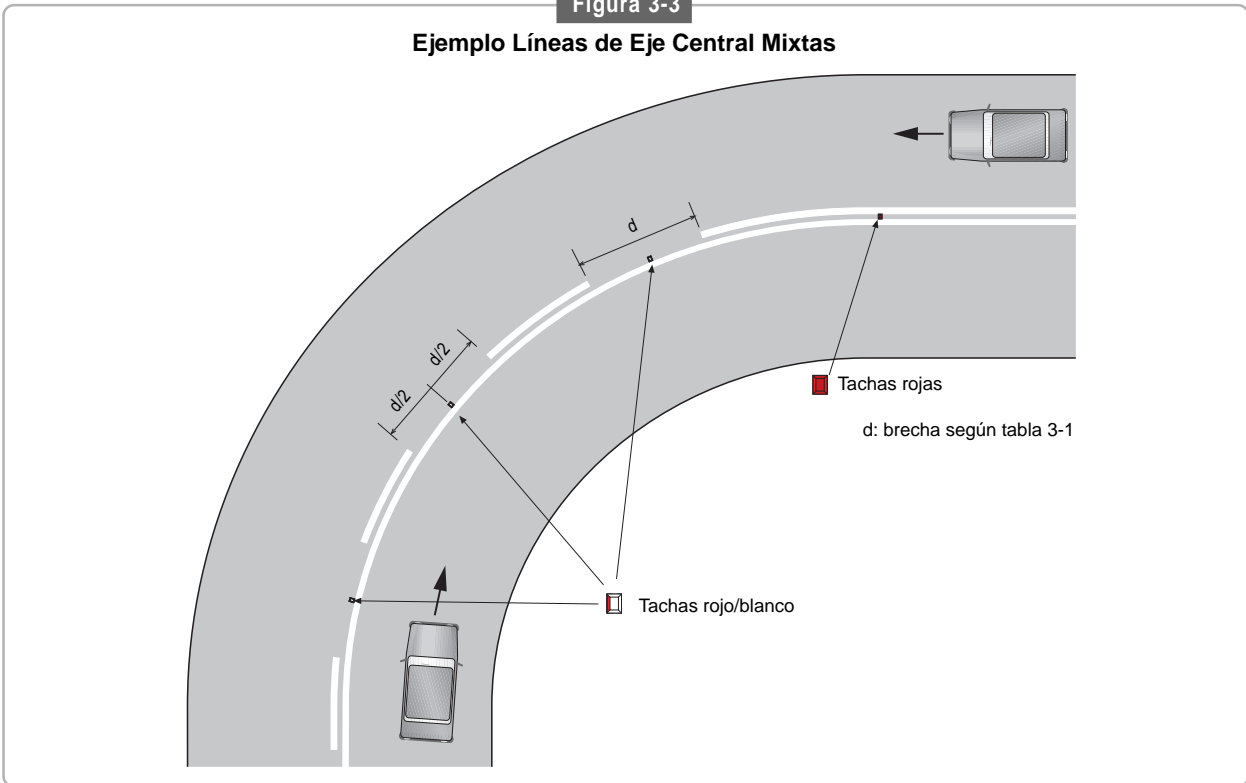 Figura 3-3
Ejemplo Líneas de Eje Central Mixtas
d
d/2
d/2
Tachas rojas
d: brecha según tabla 3-1
Tachas rojo/blanco